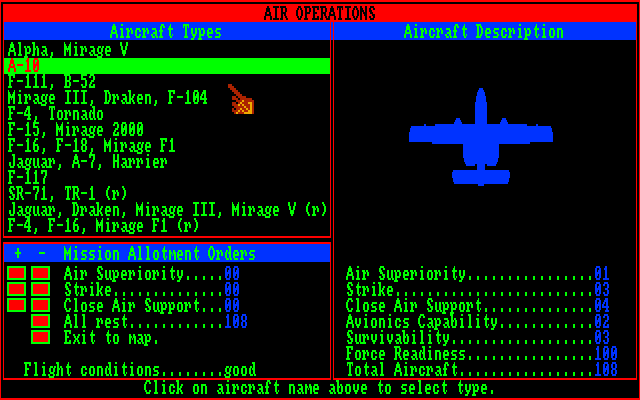 AIR OPERATIONS
Aircraft Types
Alpha, Mirage V
A-10
F-111, B-52
Mirage III, Draken, F-104
F-4, Tornado
F-15, Mirage 2000
F-16, F-18, Mirage F1
Jaguar, A-7, Harrier
F-117
SR-71, TR-1 (r)
Jaguar, Draken, Mirage III, Mirage V (r)
F-4, F-16, Mirage F1 (r)
+ - Mission Allotment Orders
Air Superiority.....00
Strike..............00
Close Air Support...00
All rest............108
Exit to map.
Flight conditions........good
Aircraft Description
Air Superiority................01
Strike.........................03
Close Air Support..............04
Avionics Capability............02
Survivability..................03
Force Readiness................100
Total Aircraft.................108
Click on aircraft name above to select type.